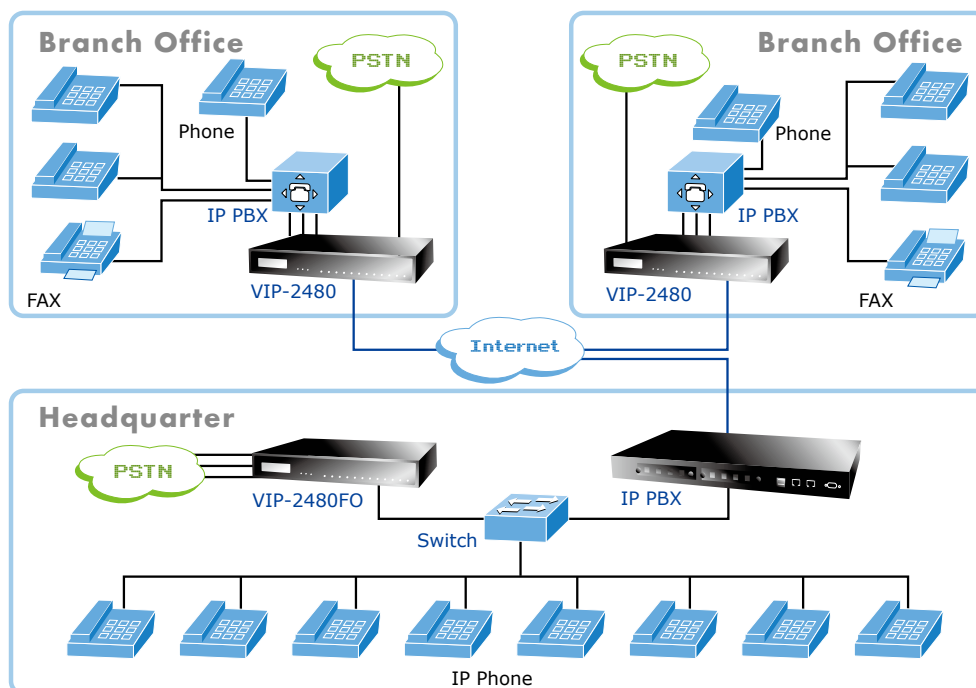 Branch Office
PSTN
Phone
IP PBX
VIP-2480
FAX
Branch Office
PSTN
Phone
IP PBX
VIP-2480
FAX
Internet
Headquarter
PSTN
VIP-2480FO
IP PBX
Switch
IP Phone